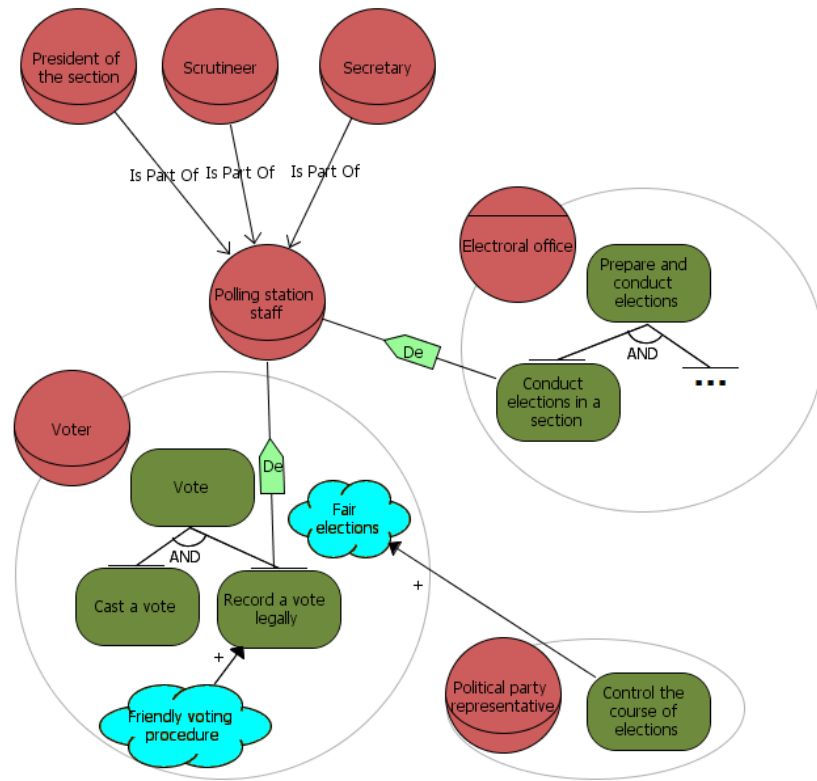 President of
the section
Scrutineer
Secretary
Is Part Of
Is Part Of
Is Part Of
Electroral office
Prepare and
conduct
elections
Polling station
staff
De
AND
...
Conduct
elections in a
section
Voter
Vote
De
Fair
elections
AND
Cast a vote
Record a vote
legally
+
+
Friendly voting
procedure
Political party
representative
Control the
course of
elections